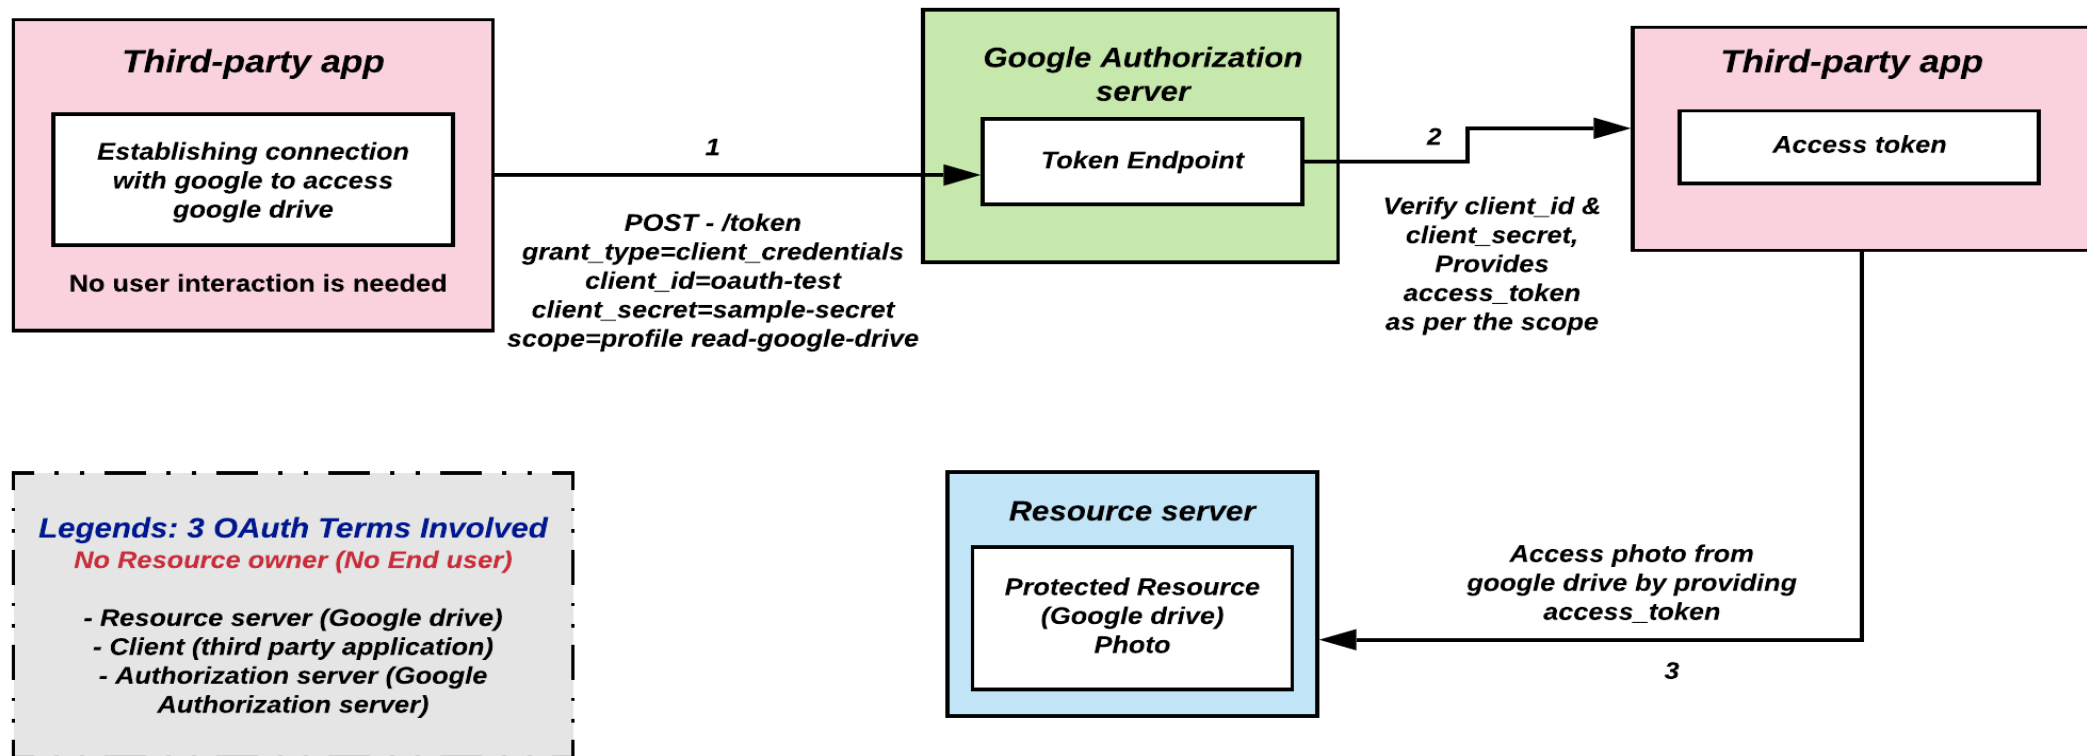 Third-party app
Establishing connection
with google to access
google drive
No user interaction is needed
1
POST - /token
grant_type=client_credentials
client_id=oauth-test
client_secret=sample-secret
scope=profile read-google-drive
Google Authorization
server
Token Endpoint
2
Verify client_id &
client_secret,
Provides
access_token
as per the scope
Third-party app
Access token
Legends: 3 OAuth Terms Involved
No Resource owner (No End user)
- Resource server (Google drive)
- Client (third party application)
- Authorization server (Google
Authorization server)
Resource server
Protected Resource
(Google drive)
Photo
Access photo from
google drive by providing
access_token
3